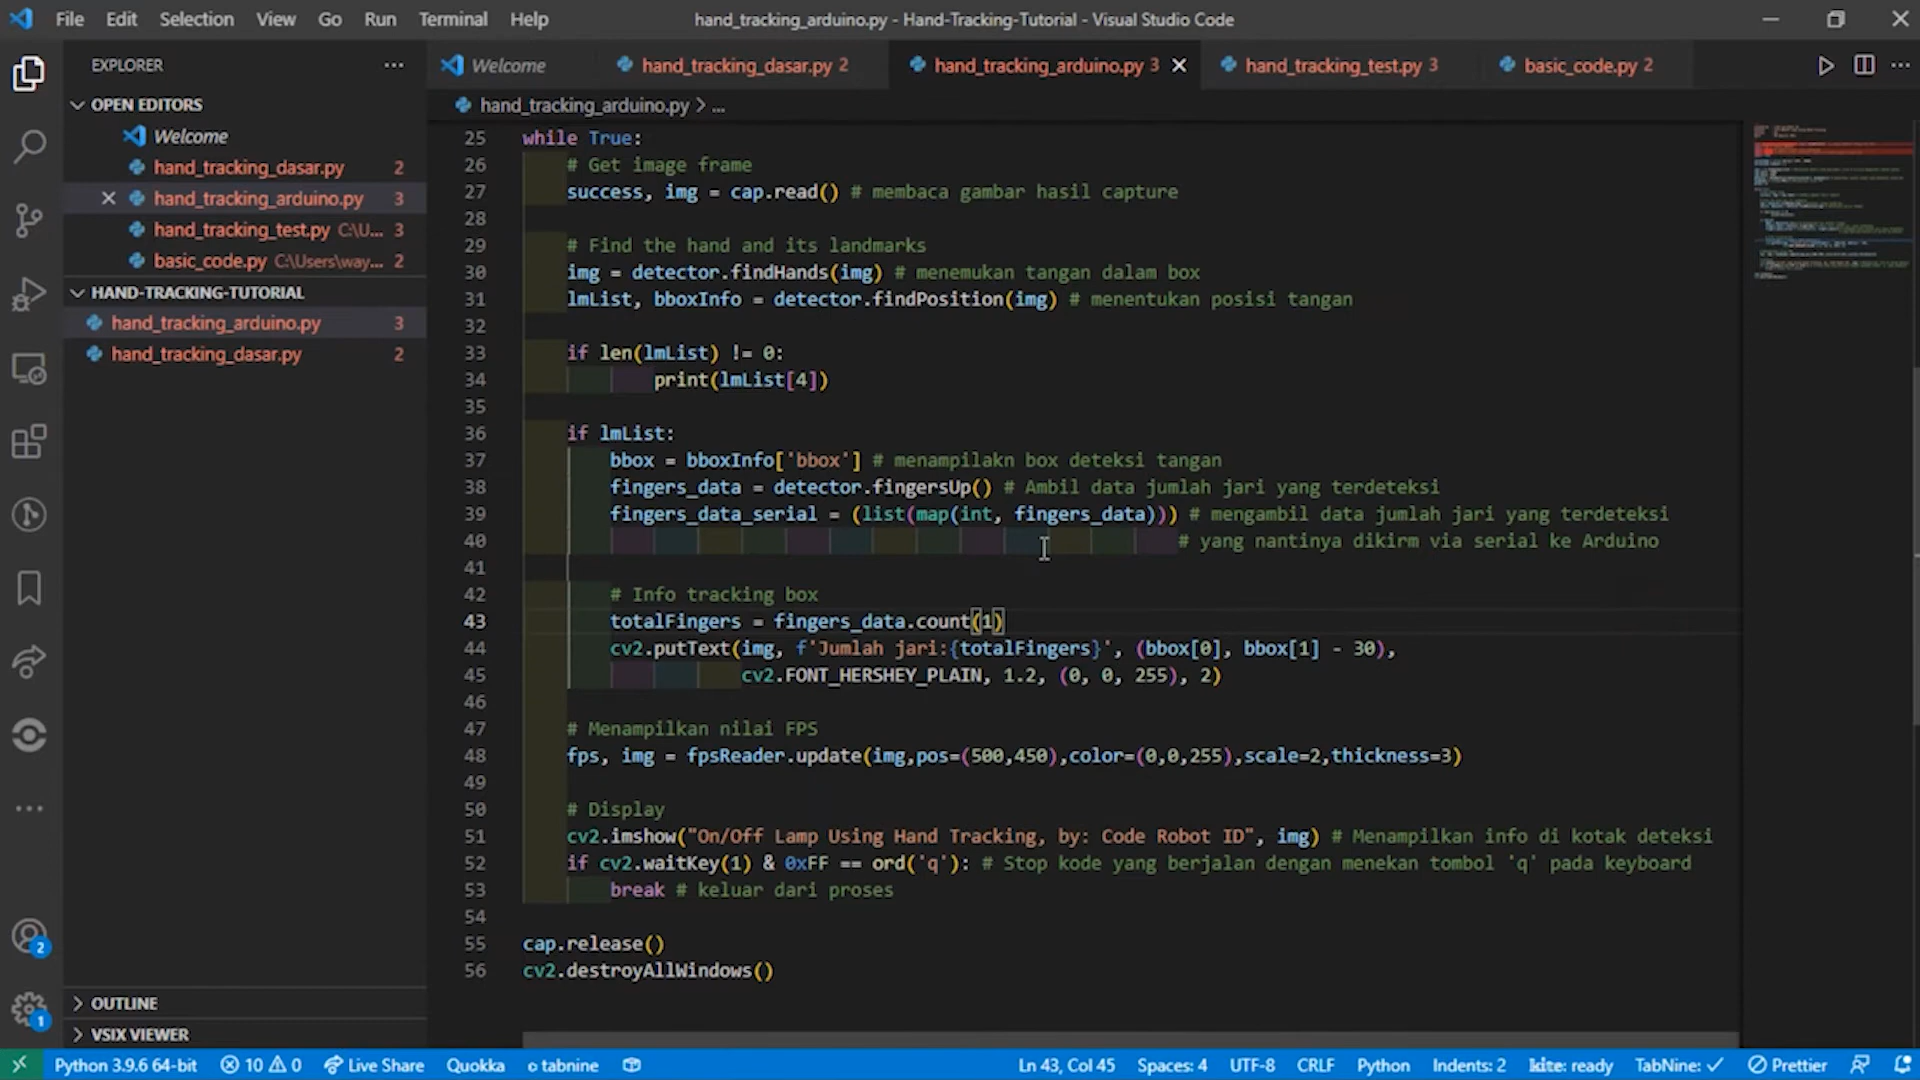 File Edit Selection View Go Run Terminal Help
hand_tracking_arduino.py - Hand-Tracking-Tutorial - Visual Studio Code
EXPLORER
OPEN EDITORS
Welcome
hand_tracking_dasar.py 2
hand_tracking_arduino.py 3
hand_tracking_test.py C:\U... 3
basic_code.py C:\Users\way... 2
HAND-TRACKING-TUTORIAL
hand_tracking_arduino.py 3
hand_tracking_dasar.py 2
OUTLINE
VSIX VIEWER
2
1
Welcome hand_tracking_dasar.py 2 hand_tracking_arduino.py 3 hand_tracking_test.py 3 basic_code.py 2
hand_tracking_arduino.py > ...
25 while True:
26 # Get image frame
27 success, img = cap.read() # membaca gambar hasil capture
28
29 # Find the hand and its landmarks
30 img = detector.findHands(img) # menemukan tangan dalam box
31 lmList, bboxInfo = detector.findPosition(img) # menentukan posisi tangan
32
33 if len(lmList) != 0:
34 print(lmList[4])
35
36 if lmList:
37 bbox = bboxInfo['bbox'] # menampilakn box deteksi tangan
38 fingers_data = detector.fingersUp() # Ambil data jumlah jari yang terdeteksi
39 fingers_data_serial = (list(map(int, fingers_data))) # mengambil data jumlah jari yang terdeteksi
40 # yang nantinya dikirm via serial ke Arduino
41
42 # Info tracking box
43 totalFingers = fingers_data.count(1)
44 cv2.putText(img, f'Jumlah jari:{totalFingers}', (bbox[0], bbox[1] - 30),
45 cv2.FONT_HERSHEY_PLAIN, 1.2, (0, 0, 255), 2)
46
47 # Menampilkan nilai FPS
48 fps, img = fpsReader.update(img,pos=(500,450),color=(0,0,255),scale=2,thickness=3)
49
50 # Display
51 cv2.imshow("On/Off Lamp Using Hand Tracking, by: Code Robot ID", img) # Menampilkan info di kotak deteksi
52 if cv2.waitKey(1) & 0xFF == ord('q'): # Stop kode yang berjalan dengan menekan tombol 'q' pada keyboard
53 break # keluar dari proses
54
55 cap.release()
56 cv2.destroyAllWindows()
Python 3.9.6 64-bit 10 0 Live Share Quokka tabnine Ln 43, Col 45 Spaces: 4 UTF-8 CRLF Python Indents: 2 kite: ready TabNine: ✓ Prettier